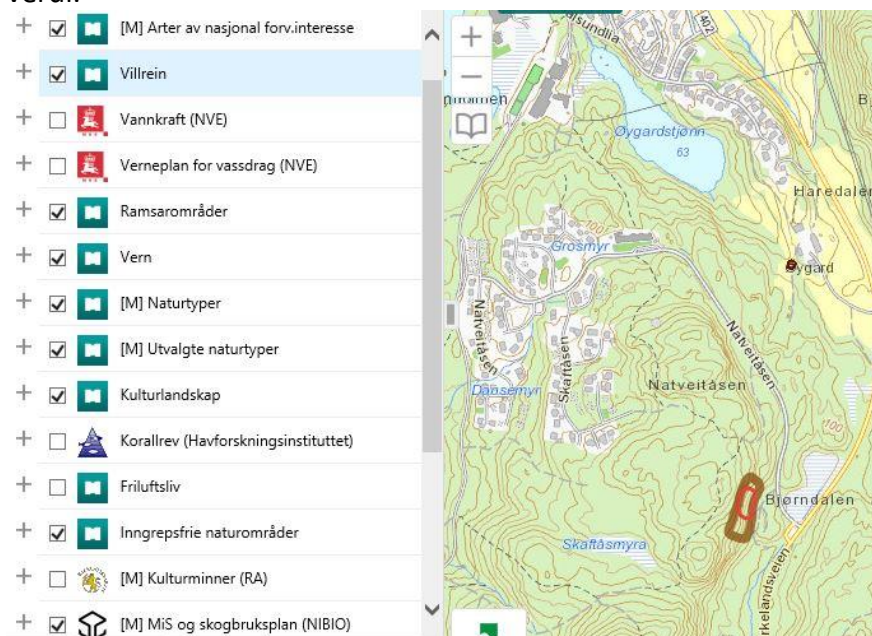 [M] Arter av nasjonal forv.interesse
Villrein
Vannkraft (NVE)
Verneplan for vassdrag (NVE)
Ramsarområder
Vern
[M] Naturtyper
[M] Utvalgte naturtyper
Kulturlandskap
Korallrev (Havforskningsinstituttet)
Friluftsliv
Inngrepsfrie naturområder
[M] Kulturminner (RA)
[M] MiS og skogbruksplan (NIBIO)
402
Øygardstjønn
63
Haredalen
100
Grosmyr
Øygard
Natveitåsen
Natveitåsen
Skaftåsen
Natveitåsen
Daasemyr
100
Bjørndalen
Skaftåsmyra